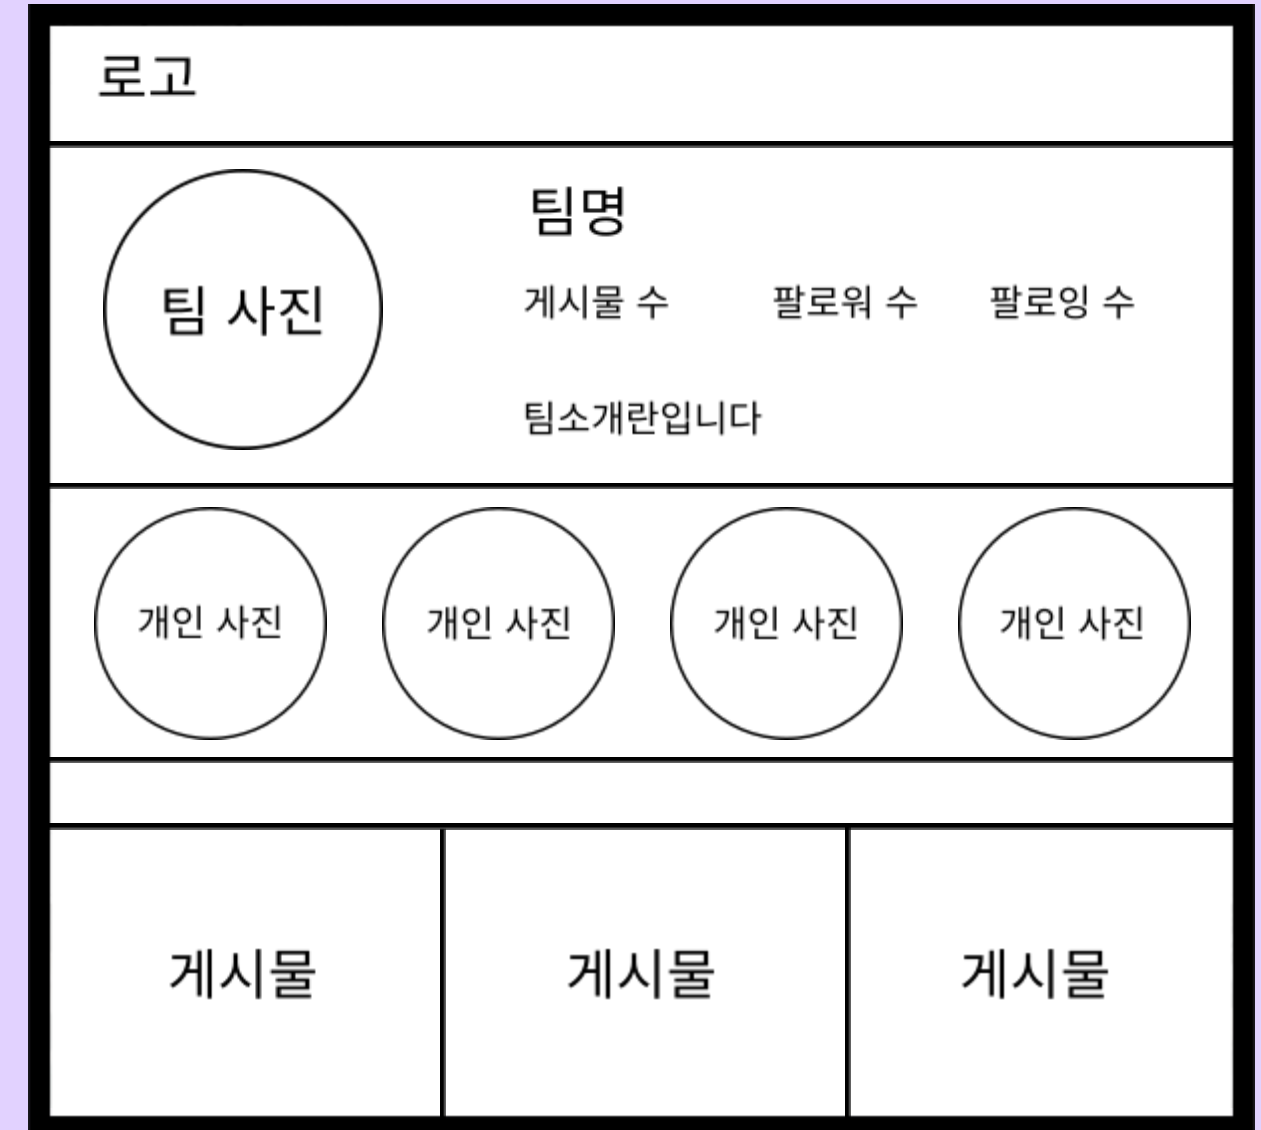 로고
팀 사진
팀명
게시물 수 팔로워 수 팔로잉 수
팀소개란입니다
개인 사진 개인 사진 개인 사진 개인 사진
게시물 게시물 게시물